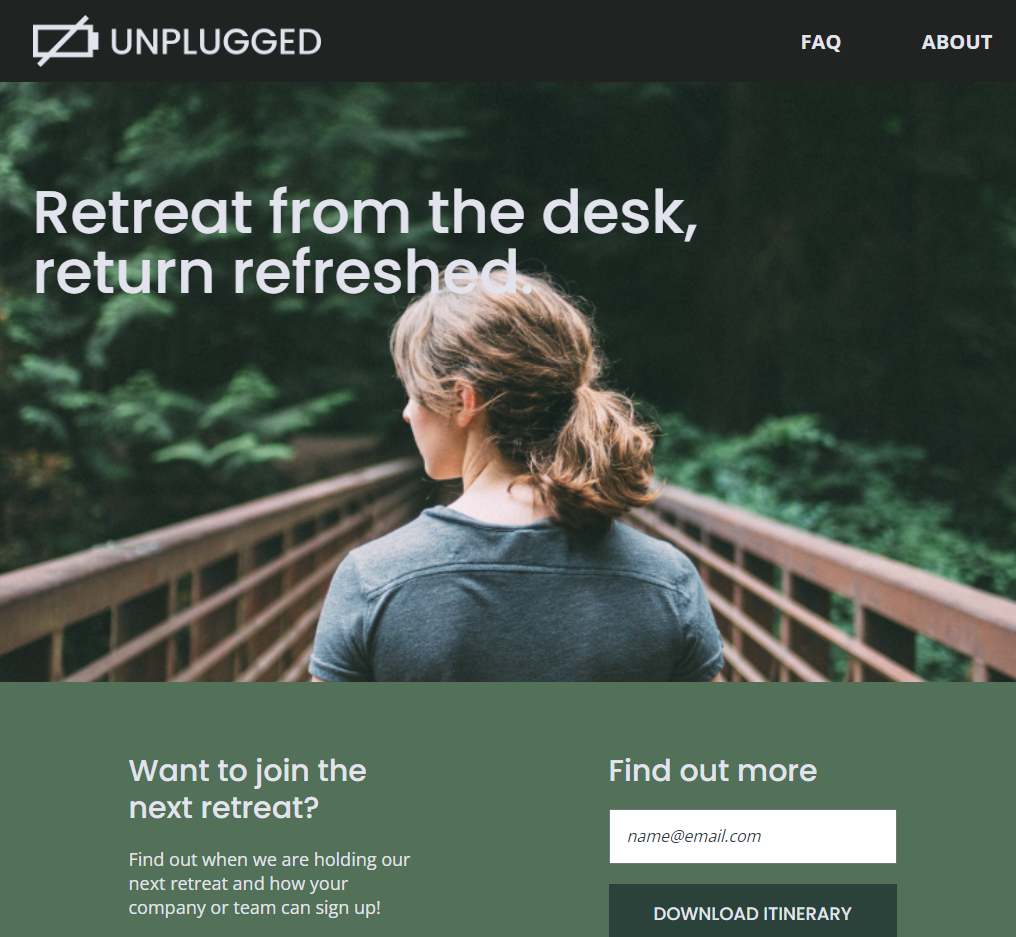 UNPLUGGED
FAQ
ABOUT
Retreat from the desk,
return refreshed.
Want to join the
next retreat?
Find out when we are holding our
next retreat and how your
company or team can sign up!
Find out more
name@email.com
DOWNLOAD ITINERARY